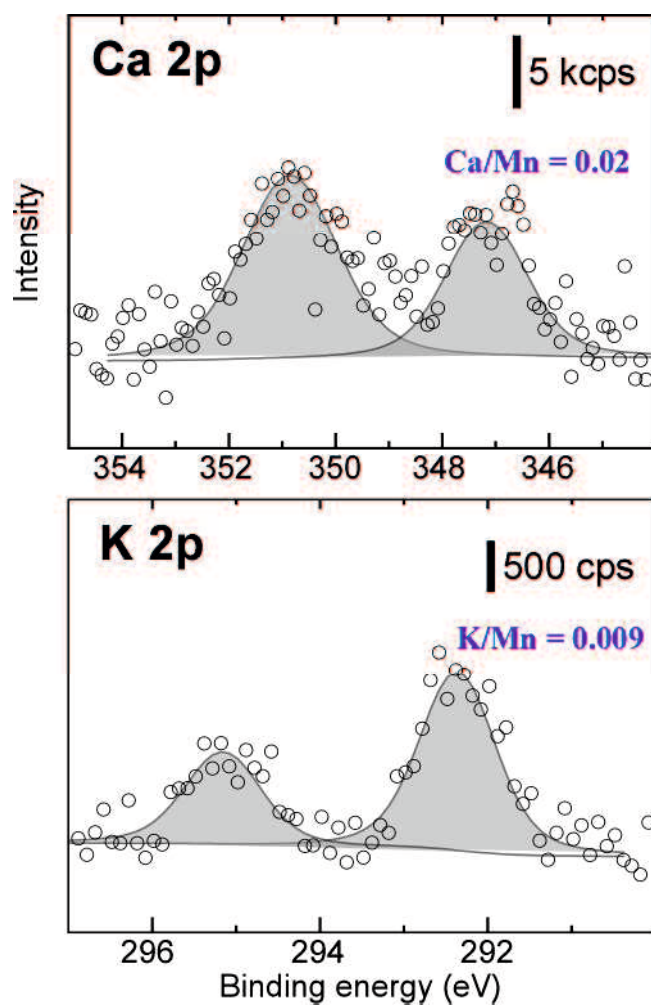 Ca 2p
5 kcps
Ca/Mn = 0.02
Intensity
354 352 350 348 346
K 2p
500 cps
K/Mn = 0.009
296 294 292
Binding energy (eV)